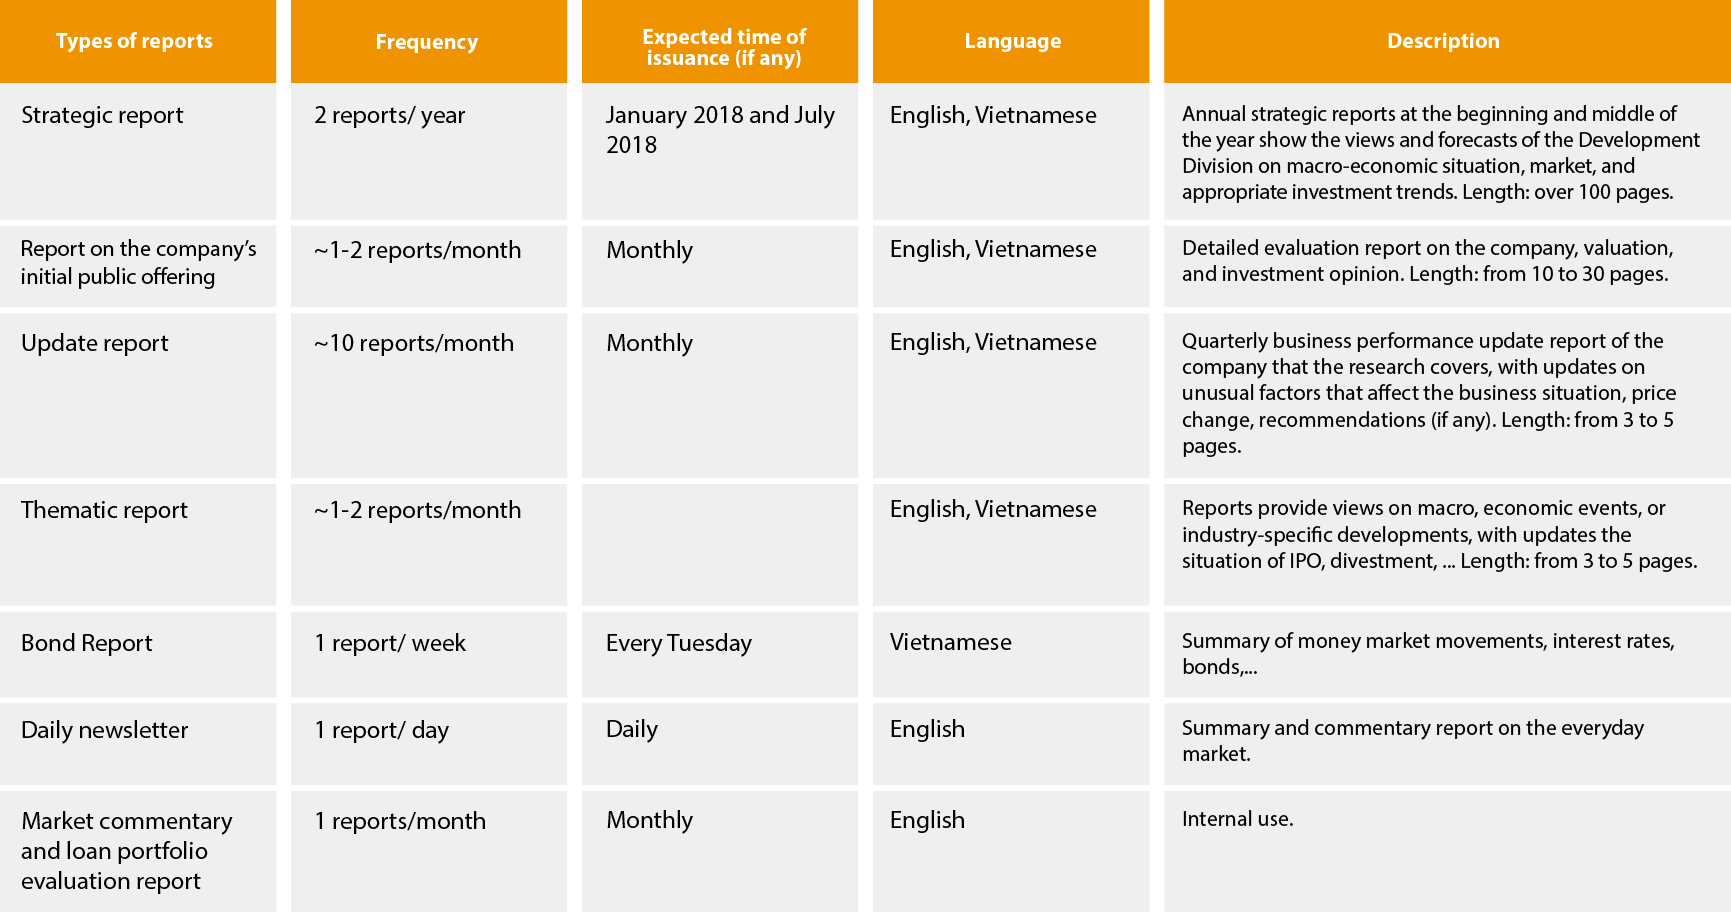 Types of reports
Frequency
Expected time of
issuance (if any)
Language
Description
Strategic report
2 reports/ year
January 2018 and July
2018
English, Vietnamese
Annual strategic reports at the beginning and middle of
the year show the views and forecasts of the Development
Division on macro-economic situation, market, and
appropriate investment trends. Length: over 100 pages.
Report on the company’s
initial public offering
~1-2 reports/month
Monthly
English, Vietnamese
Detailed evaluation report on the company, valuation,
and investment opinion. Length: from 10 to 30 pages.
Update report
~10 reports/month
Monthly
English, Vietnamese
Quarterly business performance update report of the
company that the research covers, with updates on
unusual factors that affect the business situation, price
change, recommendations (if any). Length: from 3 to 5
pages.
Thematic report
~1-2 reports/month
English, Vietnamese
Reports provide views on macro, economic events, or
industry-specific developments, with updates the
situation of IPO, divestment, ... Length: from 3 to 5 pages.
Bond Report
1 report/ week
Every Tuesday
Vietnamese
Summary of money market movements, interest rates,
bonds,...
Daily newsletter
1 report/ day
Daily
English
Summary and commentary report on the everyday
market.
Market commentary
and loan portfolio
evaluation report
1 reports/month
Monthly
English
Internal use.